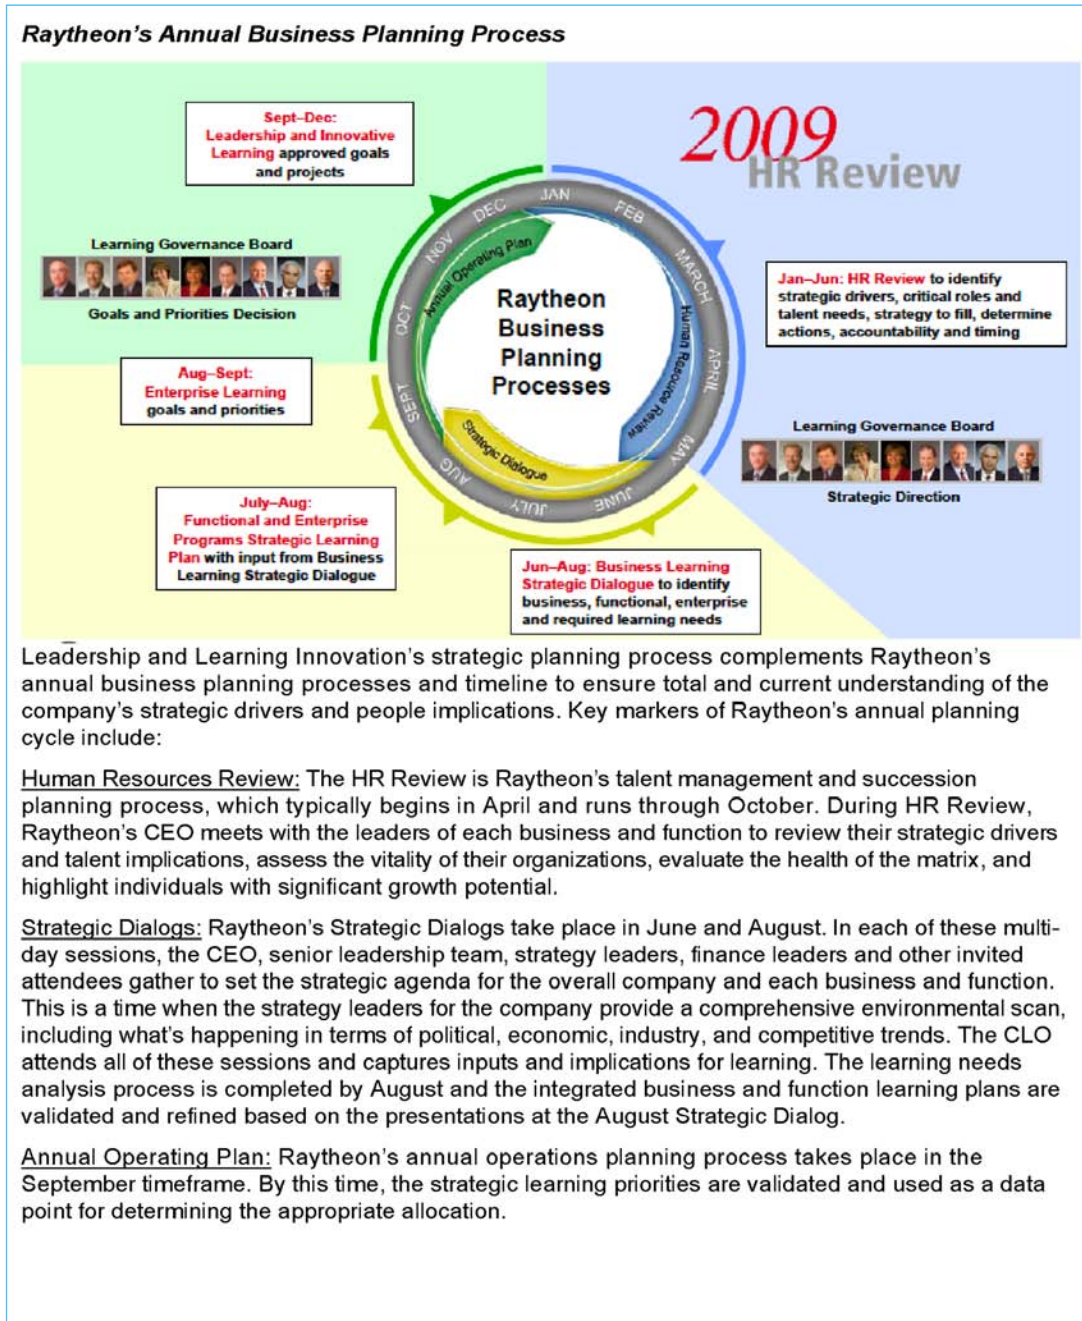 Raytheon's Annual Business Planning Process
2009
HR Review
Sept–Dec:
Leadership and Innovative
Learning approved goals
and projects
Learning Governance Board
Goals and Priorities Decision
Aug–Sept:
Enterprise Learning
goals and priorities
July–Aug:
Functional and Enterprise
Programs Strategic Learning
Plan with input from Business
Learning Strategic Dialogue
JAN
FEB
MARCH
APRIL
MAY
JUNE
JULY
AUG
SEPT
OCT
NOV
DEC
Annual Operating Plan
Human Resource Review
Strategic Dialogue
Raytheon
Business
Planning
Processes
Jan–Jun: HR Review to identify
strategic drivers, critical roles and
talent needs, strategy to fill, determine
actions, accountability and timing
Learning Governance Board
Strategic Direction
Jun–Aug: Business Learning
Strategic Dialogue to identify
business, functional, enterprise
and required learning needs
Leadership and Learning Innovation's strategic planning process complements Raytheon's
annual business planning processes and timeline to ensure total and current understanding of the
company's strategic drivers and people implications. Key markers of Raytheon's annual planning
cycle include:
Human Resources Review: The HR Review is Raytheon's talent management and succession
planning process, which typically begins in April and runs through October. During HR Review,
Raytheon's CEO meets with the leaders of each business and function to review their strategic drivers
and talent implications, assess the vitality of their organizations, evaluate the health of the matrix, and
highlight individuals with significant growth potential.
Strategic Dialogs: Raytheon's Strategic Dialogs take place in June and August. In each of these multi-
day sessions, the CEO, senior leadership team, strategy leaders, finance leaders and other invited
attendees gather to set the strategic agenda for the overall company and each business and function.
This is a time when the strategy leaders for the company provide a comprehensive environmental scan,
including what's happening in terms of political, economic, industry, and competitive trends. The CLO
attends all of these sessions and captures inputs and implications for learning. The learning needs
analysis process is completed by August and the integrated business and function learning plans are
validated and refined based on the presentations at the August Strategic Dialog.
Annual Operating Plan: Raytheon's annual operations planning process takes place in the
September timeframe. By this time, the strategic learning priorities are validated and used as a data
point for determining the appropriate allocation.